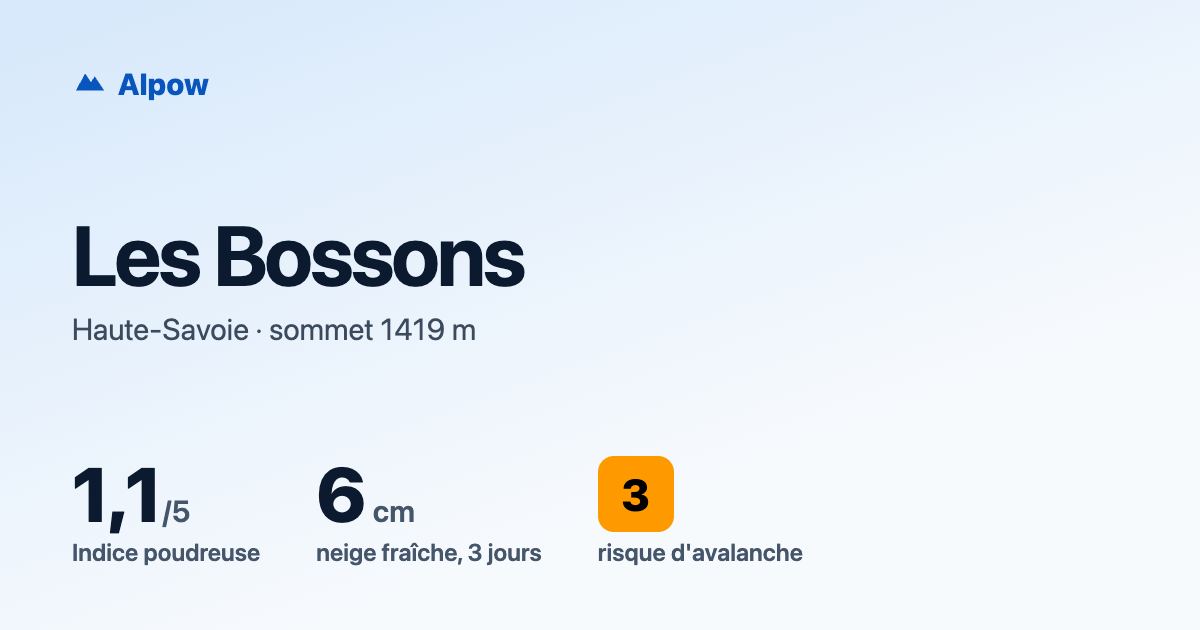 Alpow
Les Bossons
Haute-Savoie · sommet 1419 m
1,1/5
Indice poudreuse
6 cm
neige fraîche, 3 jours
3
risque d'avalanche